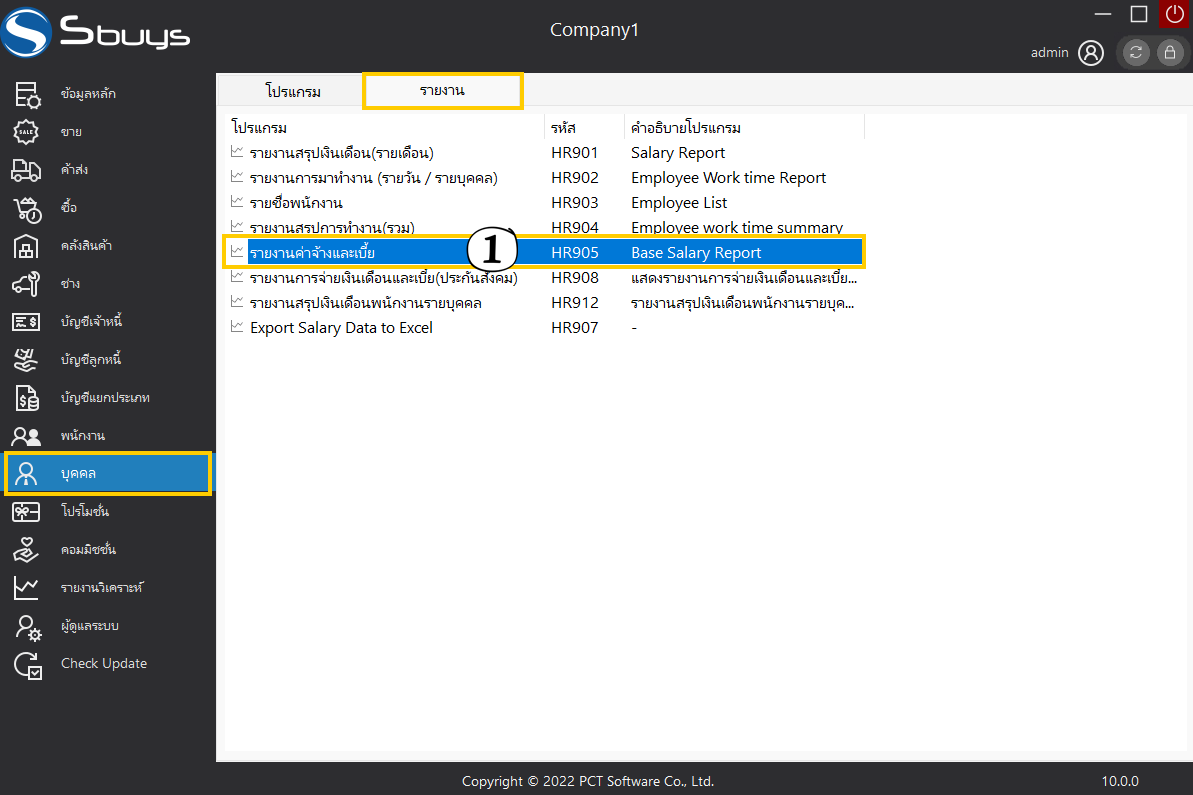 Sbuys
Company1
admin
ข้อมูลหลัก
ขาย
ค้าส่ง
ซื้อ
คลังสินค้า
ช่าง
บัญชีเจ้าหนี้
บัญชีลูกหนี้
บัญชีแยกประเภท
พนักงาน
บุคคล
โปรโมชั่น
คอมมิชชั่น
รายงานวิเคราะห์
ผู้ดูแลระบบ
Check Update
โปรแกรม รายงาน
โปรแกรม รหัส คำอธิบายโปรแกรม
รายงานสรุปเงินเดือน(รายเดือน) HR901 Salary Report
รายงานการมาทำงาน (รายวัน / รายบุคคล) HR902 Employee Work time Report
รายชื่อพนักงาน HR903 Employee List
รายงานสรุปการทำงาน(รวม) HR904 Employee work time summary
รายงานค่าจ้างและเบี้ย 1 HR905 Base Salary Report
รายงานการจ่ายเงินเดือนและเบี้ย(ประกันสังคม) HR908 แสดงรายงานการจ่ายเงินเดือนและเบี้ย...
รายงานสรุปเงินเดือนพนักงานรายบุคคล HR912 รายงานสรุปเงินเดือนพนักงานรายบุค...
Export Salary Data to Excel HR907 -
Copyright © 2022 PCT Software Co., Ltd.
10.0.0